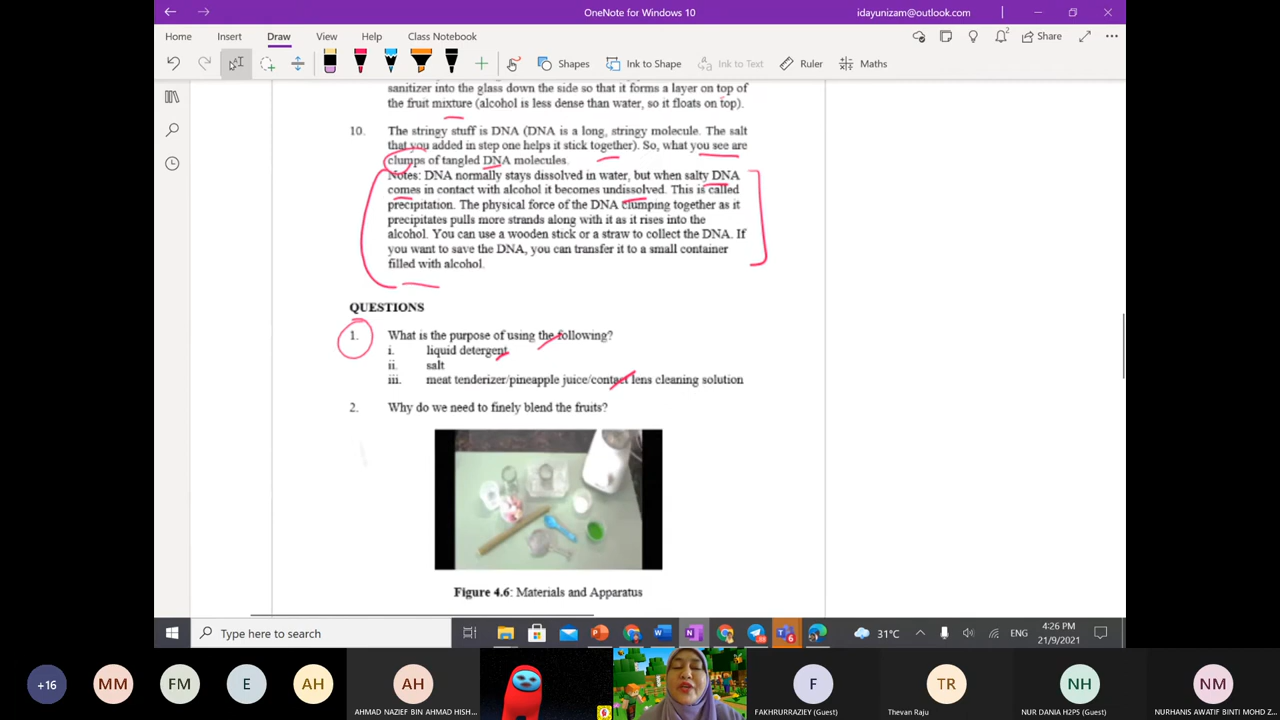 OneNote for Windows 10
idayunizam@outlook.com
Home Insert Draw View Help Class Notebook
Share
Shapes Ink to Shape Ink to Text Ruler Maths
sanitizer into the glass down the side so that it forms a layer on top of
the fruit mixture (alcohol is less dense than water, so it floats on top).
10. The stringy stuff is DNA (DNA is a long, stringy molecule. The salt
that you added in step one helps it stick together). So, what you see are
clumps of tangled DNA molecules.
Notes: DNA normally stays dissolved in water, but when salty DNA
comes in contact with alcohol it becomes undissolved. This is called
precipitation. The physical force of the DNA clumping together as it
precipitates pulls more strands along with it as it rises into the
alcohol. You can use a wooden stick or a straw to collect the DNA. If
you want to save the DNA, you can transfer it to a small container
filled with alcohol.
QUESTIONS
1. What is the purpose of using the following?
i. liquid detergent
ii. salt
iii. meat tenderizer/pineapple juice/contact lens cleaning solution
2. Why do we need to finely blend the fruits?
Figure 4.6: Materials and Apparatus
Type here to search
6
31°C
ENG
4:26 PM
21/9/2021
+16
MM
FM
E
AH
AH
F
TR
NH
NM
AHMAD NAZIEF BIN AHMAD HISH...
FAKHRURRAZIEY (Guest)
Thevan Raju
NUR DANIA H2PS (Guest)
NURHANIS AWATIF BINTI MOHD Z...